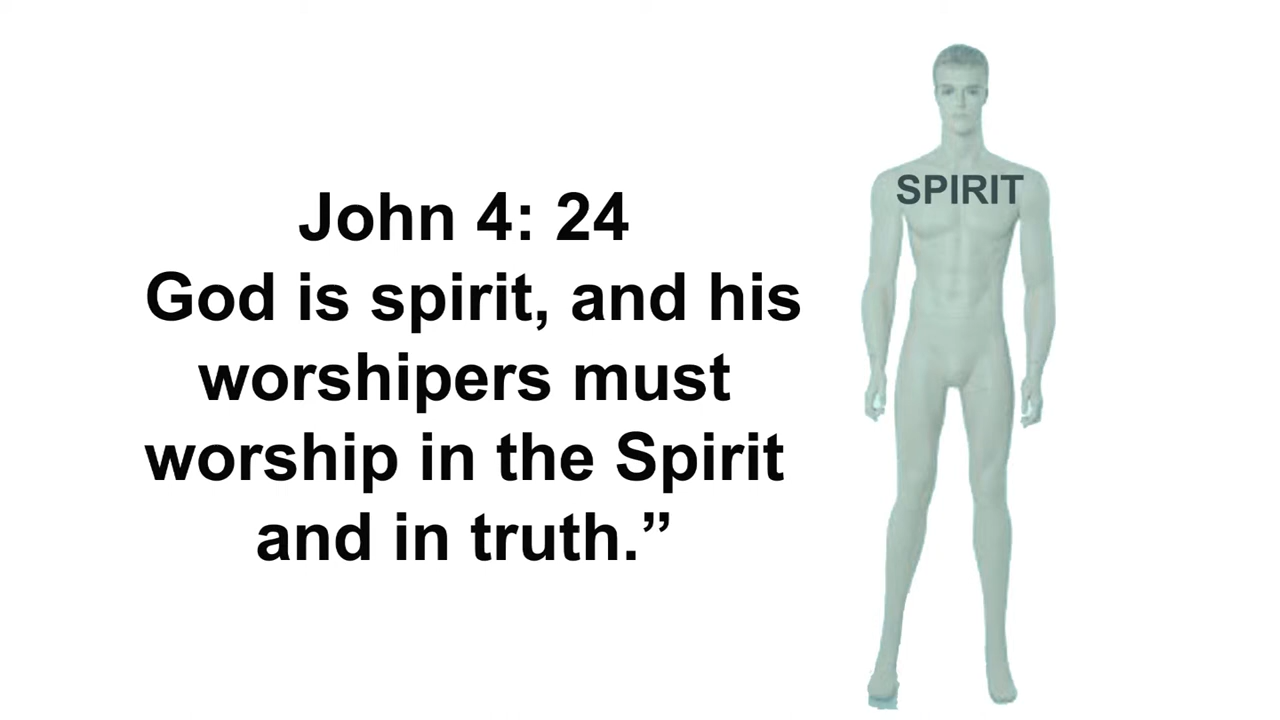 John 4: 24
God is spirit, and his
worshipers must
worship in the Spirit
and in truth.”
SPIRIT